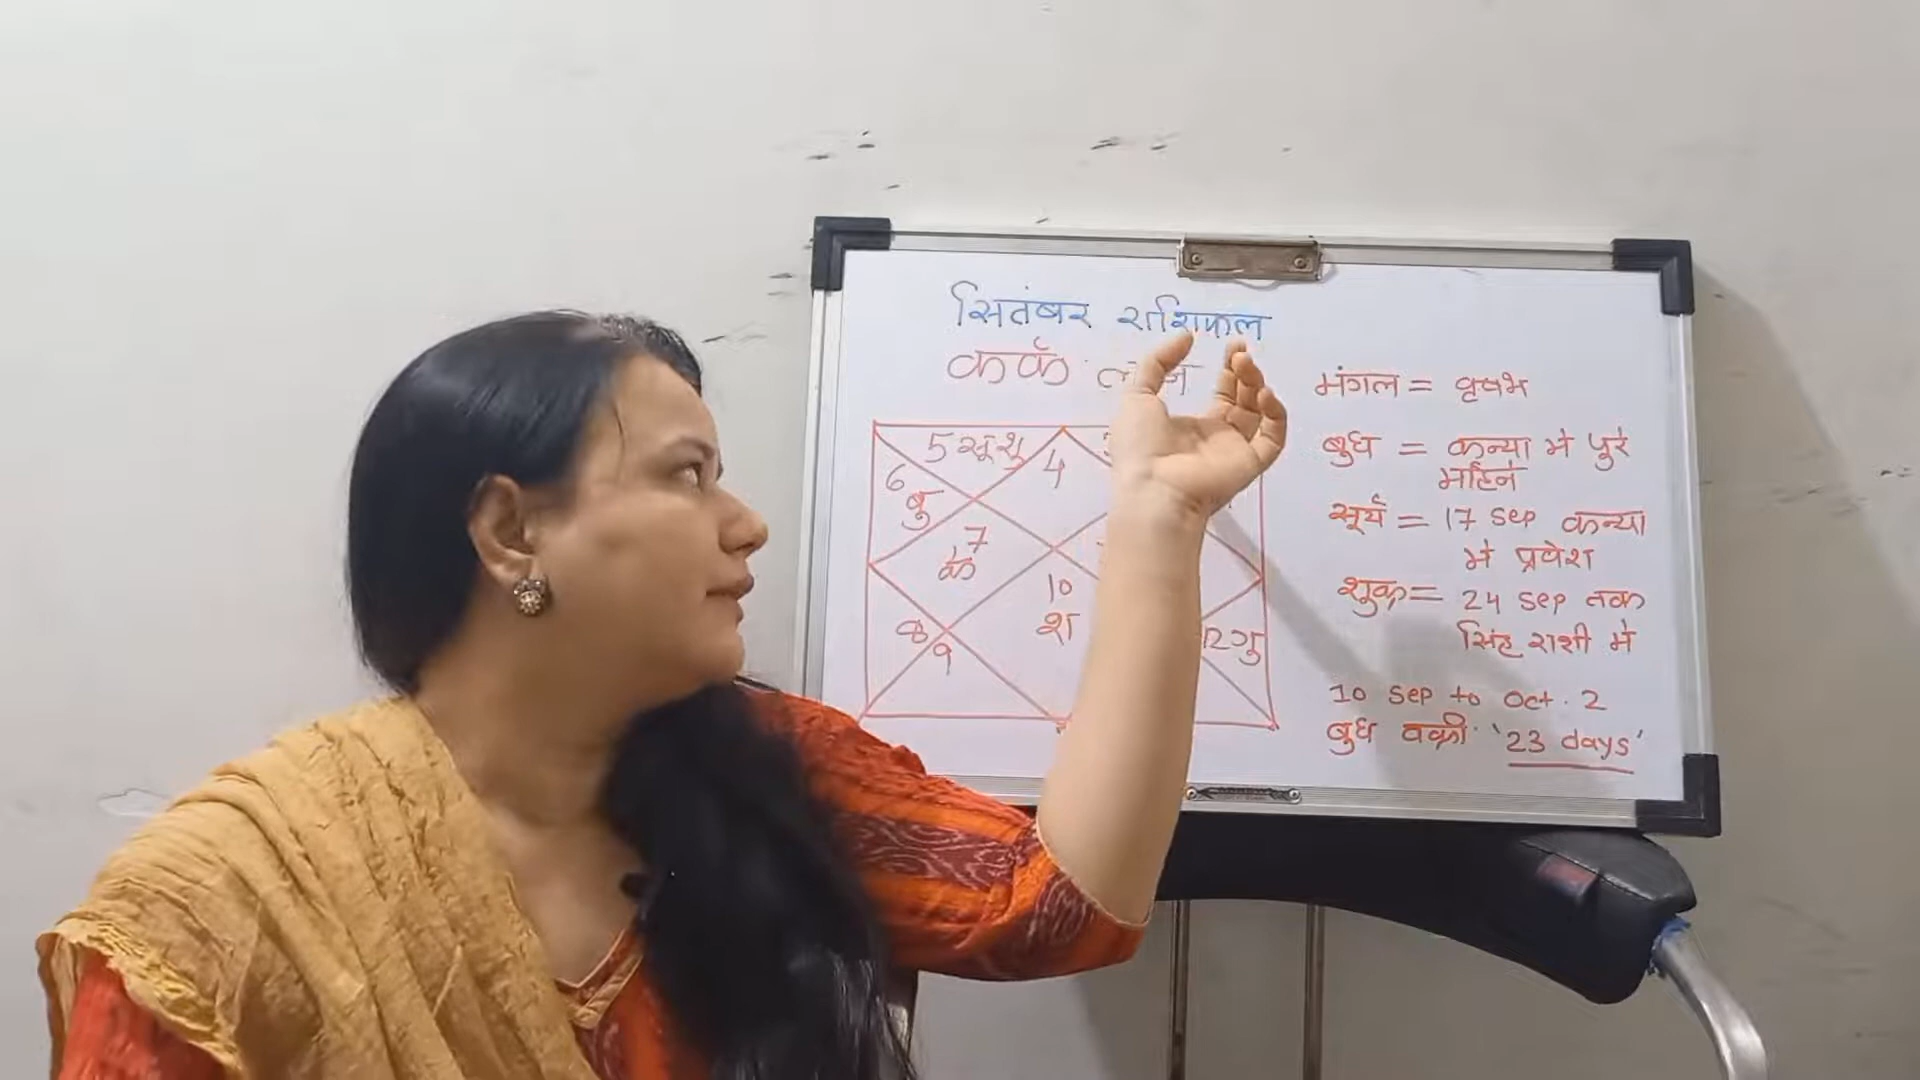 सितंबर राशिफल
कर्क
5 सू शु
4
6
बु
7
के
10
श
8
9
12 गु
मंगल = वृषभ
बुध = कन्या मे पुरे
महिने
सूर्य = 17 sep कन्या
मे प्रवेश
शुक्र = 24 sep तक
सिंह राशी मे
10 sep to oct. 2
बुध वक्री '23 days'